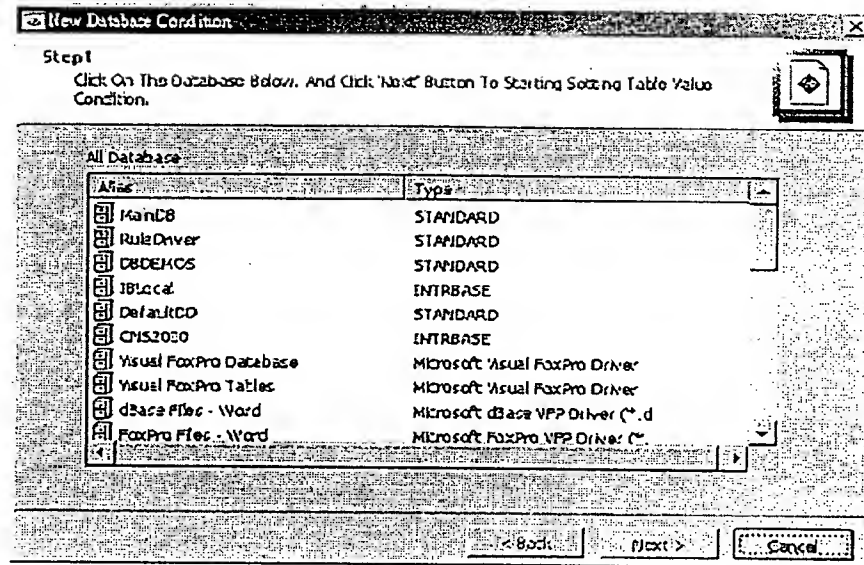 New Database Condition
Step1
Click On The Database Below. And Click 'Next' Button To Starting Setting Table Value
Condition.
All Database
Alias Type
MainDB STANDARD
RuleDriver STANDARD
DBDEMOS STANDARD
IBLocal INTRBASE
DefaultDD STANDARD
CMS2000 INTRBASE
Visual FoxPro Database Microsoft Visual FoxPro Driver
Visual FoxPro Tables Microsoft Visual FoxPro Driver
dBase Files - Word Microsoft dBase VFP Driver (*.d
FoxPro Files - Word Microsoft FoxPro VFP Driver (*.
< Back Next > Cancel